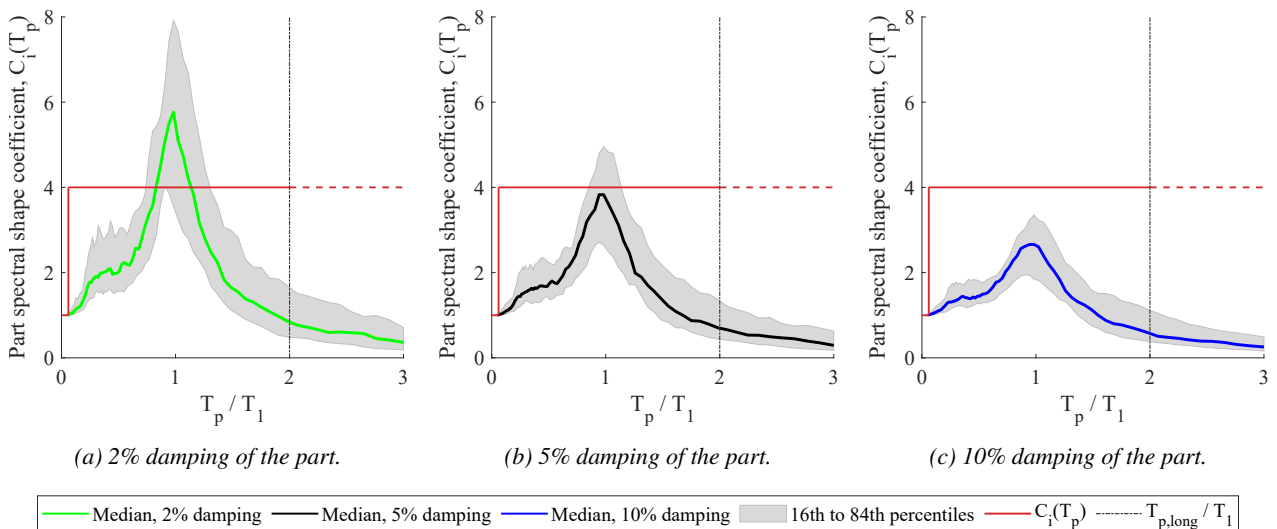 Part spectral shape coefficient, C_i(T_p)
8
6
4
2
0
0 1 2 3
T_p / T_1
(a) 2% damping of the part.
Part spectral shape coefficient, C_i(T_p)
8
6
4
2
0
0 1 2 3
T_p / T_1
(b) 5% damping of the part.
Part spectral shape coefficient, C_i(T_p)
8
6
4
2
0
0 1 2 3
T_p / T_1
(c) 10% damping of the part.
Median, 2% damping Median, 5% damping Median, 10% damping 16th to 84th percentiles C_i(T_p) T_p,long / T_1